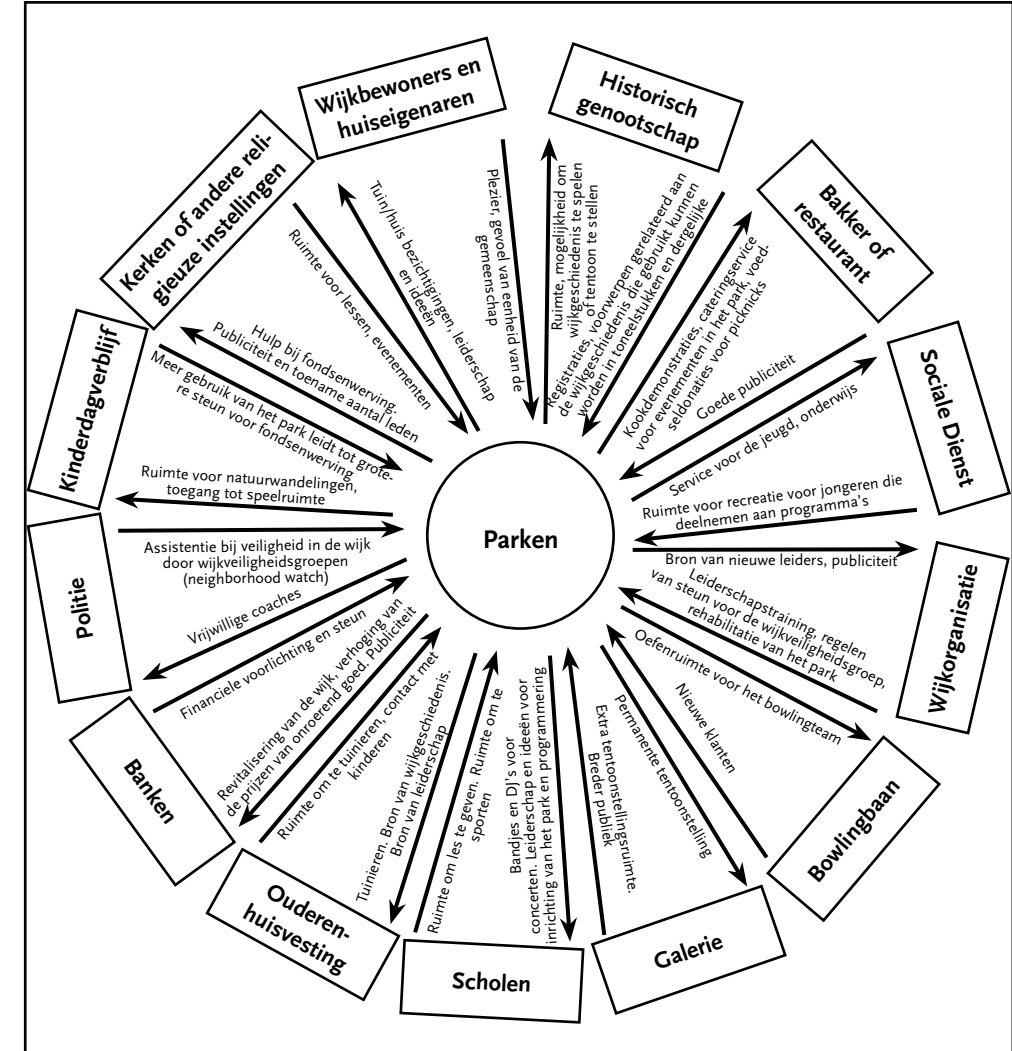 Wijkbewoners en
huiseigenaren
Historisch
genootschap
Bakker of
restaurant
Sociale Dienst
Wijkorganisatie
Bowlingbaan
Galerie
Scholen
Ouderen-
huisvesting
Banken
Politie
Kinderdagverblijf
Kerken of andere reli-
gieuze instellingen
Parken
Plezier, gevoel van eenheid van de
gemeenschap
Ruimte, mogelijkheid om
wijkgeschiedenis te spelen
of tentoon te stellen
Registraties, voorwerpen gerelateerd aan
de wijkgeschiedenis die gebruikt kunnen
worden in toneelstukken en dergelijke
Kookdemonstraties, cateringservice
voor evenementen in het park, voed-
seldonaties voor picknicks
Goede publiciteit
Service voor de jeugd, onderwijs
Ruimte voor recreatie voor jongeren die
deelnemen aan programma's
Bron van nieuwe leiders, publiciteit
Leiderschapstraining, regelen
van steun voor de wijkveiligheidsgroep,
rehabilitatie van het park
Oefenruimte voor het bowlingteam
Nieuwe klanten
Permanente tentoonstelling
Extra tentoonstellingsruimte.
Breder publiek
Bandjes en DJ's voor
concerten. Leiderschap en ideeën voor
inrichting van het park en programmering
Ruimte om les te geven. Ruimte om te
sporten
Tuinieren. Bron van wijkgeschiedenis.
Bron van leiderschap
Ruimte om te tuinieren, contact met
kinderen
Revitalisering van de wijk, verhoging van
de prijzen van onroerend goed. Publiciteit
Financiele voorlichting en steun
Vrijwillige coaches
Assistentie bij veiligheid in de wijk
door wijkveiligheidsgroepen
(neighborhood watch)
Ruimte voor natuurwandelingen,
toegang tot speelruimte
Meer gebruik van het park leidt tot grote-
re steun voor fondsenwerving
Hulp bij fondsenwerving.
Publiciteit en toename aantal leden
Ruimte voor lessen, evenementen
Tuin/huis bezichtigingen, leiderschap
en ideeën